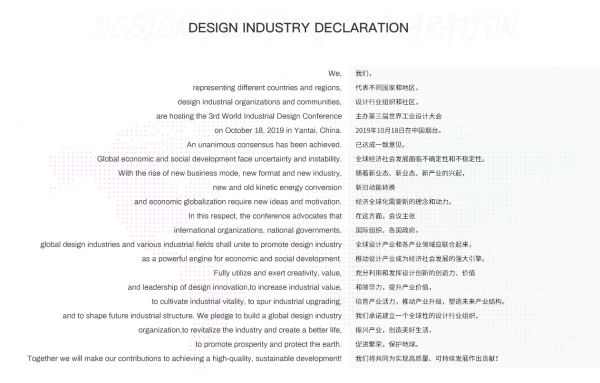 DESIGN INDUSTRY DECLARATION
We,
我们，
representing different countries and regions,
代表不同国家和地区，
design industrial organizations and communities,
设计行业组织和社区，
are hosting the 3rd World Industrial Design Conference
主办第三届世界工业设计大会
on October 18, 2019 in Yantai, China.
2019年10月18日在中国烟台。
An unanimous consensus has been achieved.
已达成一致意见。
Global economic and social development face uncertainty and instability.
全球经济社会发展面临不确定性和不稳定性。
With the rise of new business mode, new format and new industry,
随着新业态、新业态、新产业的兴起，
new and old kinetic energy conversion
新旧动能转换
and economic globalization require new ideas and motivation.
经济全球化需要新的理念和动力。
In this respect, the conference advocates that
在这方面，会议主张
international organizations, national governments,
国际组织、各国政府，
global design industries and various industrial fields shall unite to promote design industry
全球设计产业和各产业领域应联合起来，
as a powerful engine for economic and social development.
推动设计产业成为经济社会发展的强大引擎。
Fully utilize and exert creativity, value,
充分利用和发挥设计创新的创造力、价值
and leadership of design innovation,to increase industrial value,
和领导力，提升产业价值，
to cultivate industrial vitality, to spur industrial upgrading,
培育产业活力，推动产业升级，塑造未来产业结构。
and to shape future industrial structure. We pledge to build a global design industry
我们承诺建立一个全球性的设计行业组织，
organization,to revitalize the industry and create a better life,
振兴产业，创造美好生活，
to promote prosperity and protect the earth.
促进繁荣，保护地球。
Together we will make our contributions to achieving a high-quality, sustainable development!
我们将共同为实现高质量、可持续发展作出贡献！